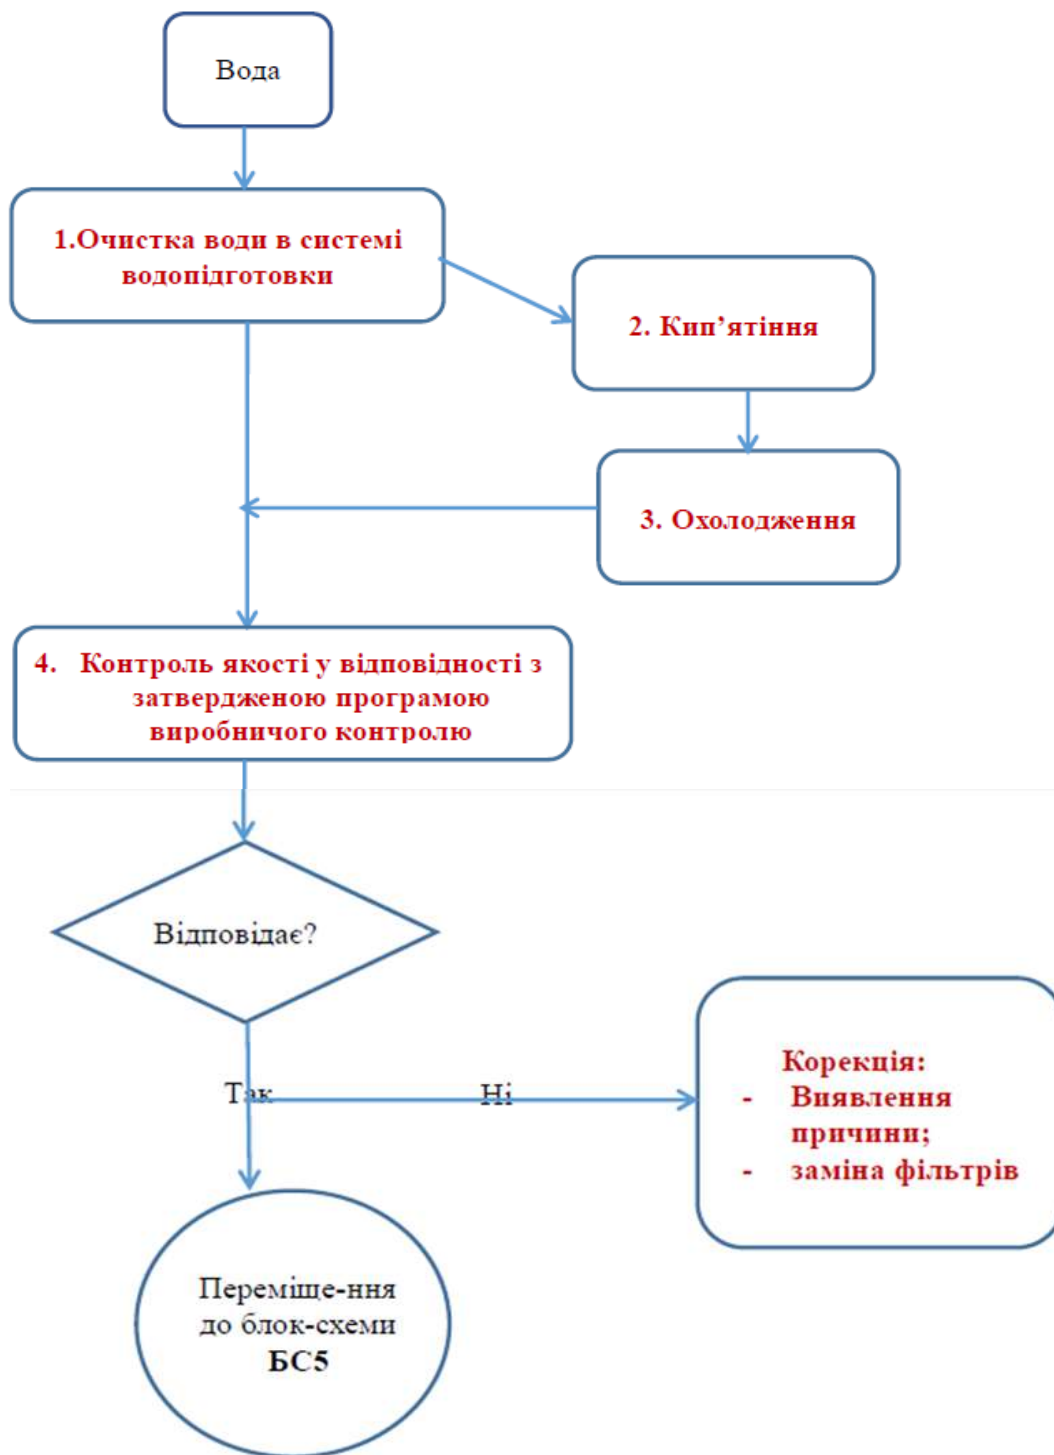 Вода
1.Очистка води в системі
водопідготовки
2. Кип’ятіння
3. Охолодження
4. Контроль якості у відповідності з
затвердженою програмою
виробничого контролю
Відповідає?
Так
Ні
Корекція:
- Виявлення
причини;
- заміна фільтрів
Переміще-ння
до блок-схеми
БС5